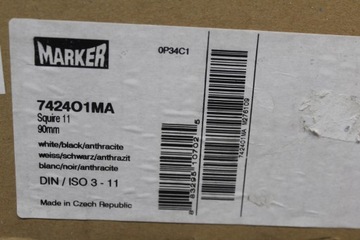 MARKER
0P34C1
7424O1MA
Squire 11
90mm
white/black/anthracite
weiss/schwarz/anthrazit
blanc/noir/anthracite
DIN / ISO 3 - 11
Made in Czech Republic